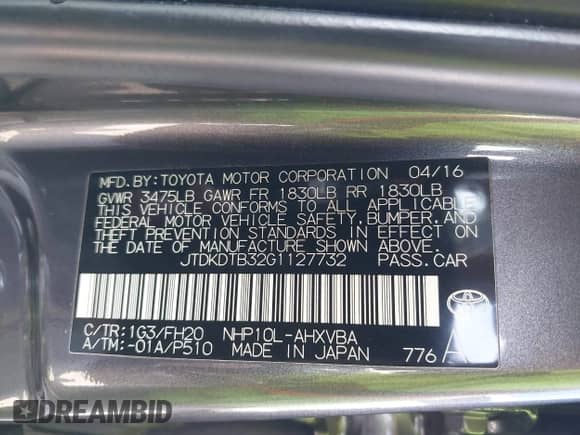 MFD.BY:TOYOTA MOTOR CORPORATION 04/16
GVWR 3475LB GAWR FR 1830LB RR 1830LB
THIS VEHICLE CONFORMS TO ALL APPLICABLE
FEDERAL MOTOR VEHICLE SAFETY, BUMPER, AND
THEFT PREVENTION STANDARDS IN EFFECT ON
THE DATE OF MANUFACTURE SHOWN ABOVE.
JTDKDTB32G1127732 PASS.CAR
C/TR:1G3/FH20 NHP10L-AHXVBA
A/TM:-01A/P510 MADE IN JAPAN 776 A
DREAMBID